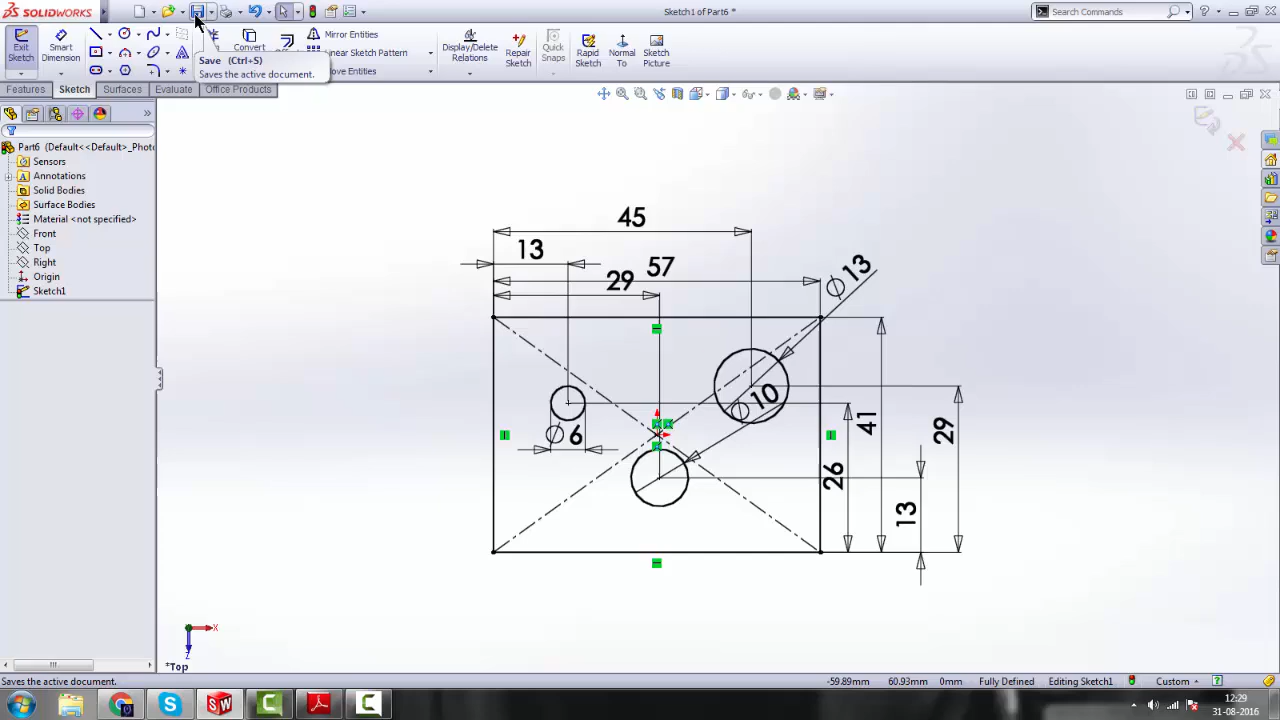 SOLIDWORKS
Sketch1 of Part6 *
Search Commands
Exit Sketch
Smart Dimension
Convert
Mirror Entities
Linear Sketch Pattern
Move Entities
Display/Delete Relations
Repair Sketch
Quick Snaps
Rapid Sketch
Normal To
Sketch Picture
Save (Ctrl+S)
Saves the active document.
Features
Sketch
Surfaces
Evaluate
Office Products
Part6 (Default<<Default>_Photo
Sensors
Annotations
Solid Bodies
Surface Bodies
Material <not specified>
Front
Top
Right
Origin
Sketch1
45
13
57
29
∅ 13
∅ 10
∅ 6
41
29
26
13
X
Z
*Top
Saves the active document.
-59.89mm
60.93mm
0mm
Fully Defined
Editing Sketch1
Custom
12:29
31-08-2016